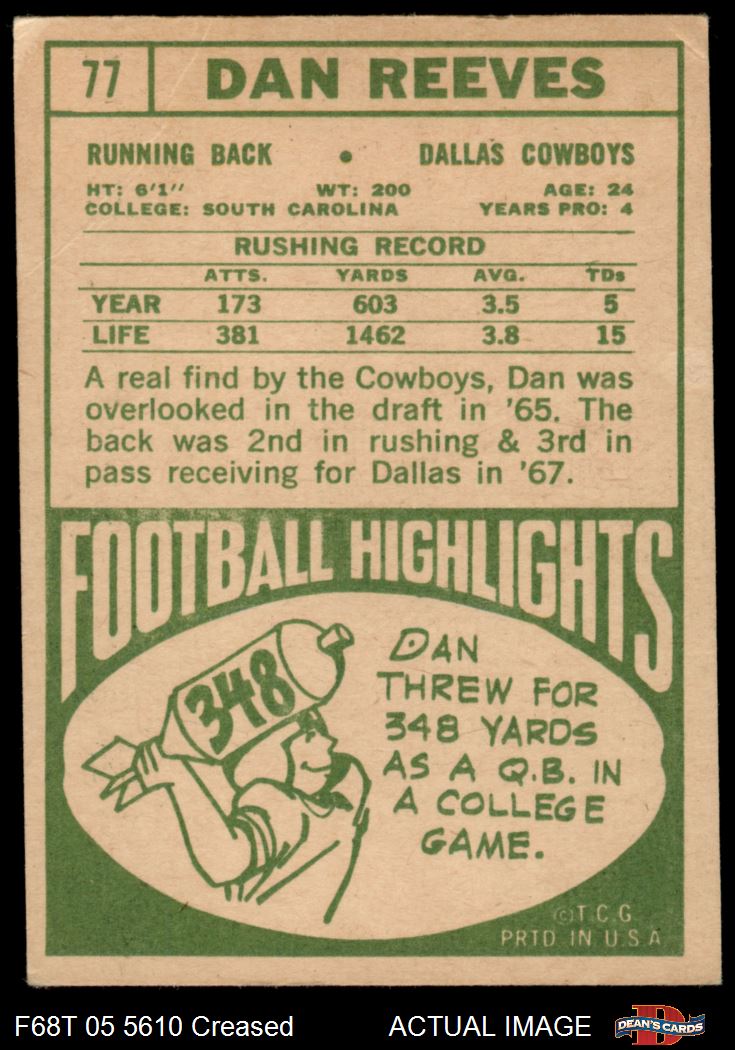 77 DAN REEVES
RUNNING BACK • DALLAS COWBOYS
HT: 6'1" WT: 200 AGE: 24
COLLEGE: SOUTH CAROLINA YEARS PRO: 4
RUSHING RECORD
ATTS. YARDS AVG. TDs
YEAR 173 603 3.5 5
LIFE 381 1462 3.8 15
A real find by the Cowboys, Dan was
overlooked in the draft in '65. The
back was 2nd in rushing & 3rd in
pass receiving for Dallas in '67.
FOOTBALL HIGHLIGHTS
348
DAN
THREW FOR
348 YARDS
AS A Q.B. IN
A COLLEGE
GAME.
©T.C.G.
PRTD IN U.S.A
F68T 05 5610 Creased ACTUAL IMAGE
D
DEAN'S CARDS